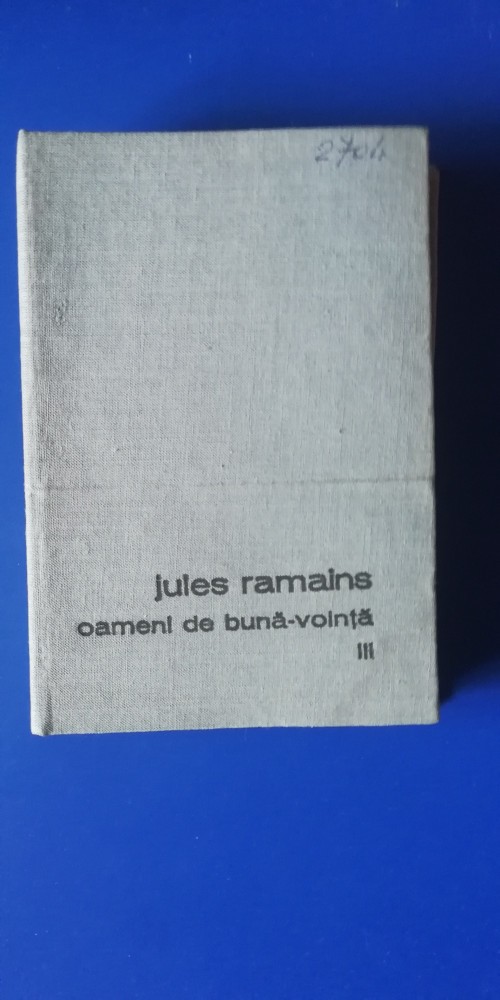 2704
jules ramains
oameni de bună-voință
III